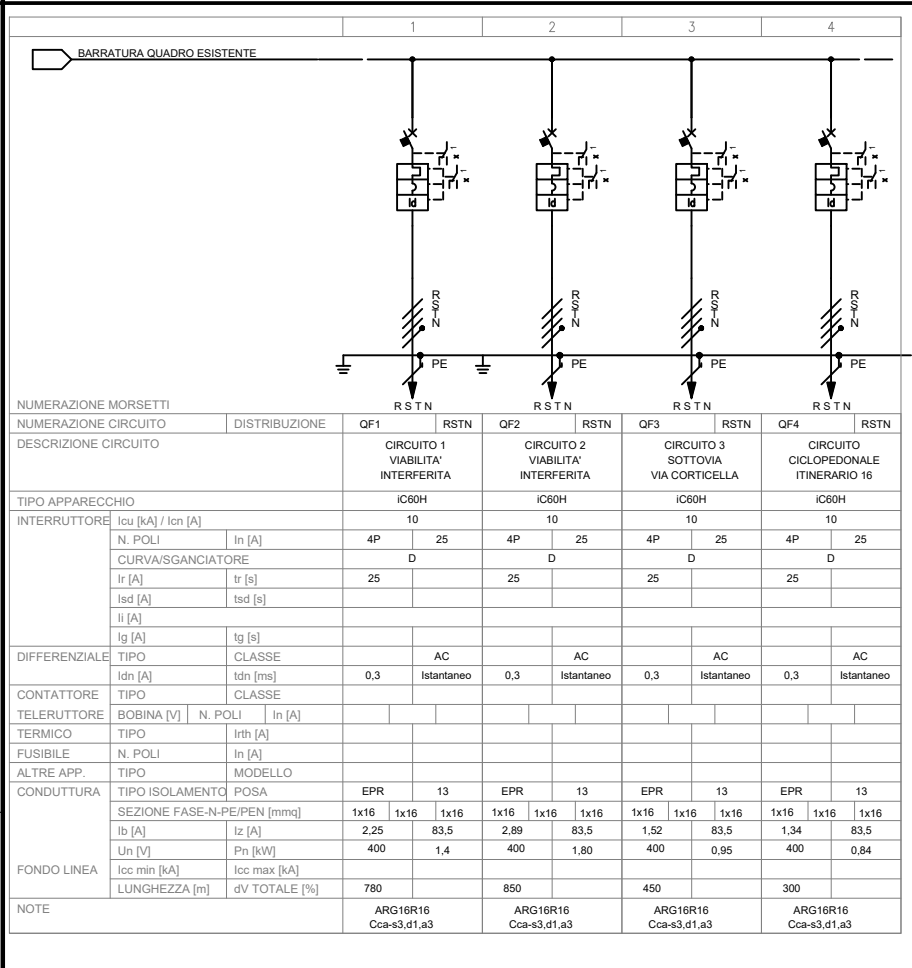 1 2 3 4
BARRATURA QUADRO ESISTENTE
Id Id Id Id
R R R R
S S S S
T T T T
N N N N
PE PE PE PE
NUMERAZIONE MORSETTI R S T N R S T N R S T N R S T N
NUMERAZIONE CIRCUITO DISTRIBUZIONE QF1 RSTN QF2 RSTN QF3 RSTN QF4 RSTN
DESCRIZIONE CIRCUITO CIRCUITO 1 CIRCUITO 2 CIRCUITO 3 CIRCUITO
VIABILITA' VIABILITA' SOTTOVIA CICLOPEDONALE
INTERFERITA INTERFERITA VIA CORTICELLA ITINERARIO 16
TIPO APPARECCHIO iC60H iC60H iC60H iC60H
INTERRUTTORE Icu [kA] / Icn [A] 10 10 10 10
N. POLI In [A] 4P 25 4P 25 4P 25 4P 25
CURVA/SGANCIATORE D D D D
Ir [A] tr [s] 25 25 25 25
Isd [A] tsd [s]
Ii [A]
Ig [A] tg [s]
DIFFERENZIALE TIPO CLASSE AC AC AC AC
Idn [A] tdn [ms] 0,3 Istantaneo 0,3 Istantaneo 0,3 Istantaneo 0,3 Istantaneo
CONTATTORE TIPO CLASSE
TELERUTTORE BOBINA [V] N. POLI In [A]
TERMICO TIPO Irth [A]
FUSIBILE N. POLI In [A]
ALTRE APP. TIPO MODELLO
CONDUTTURA TIPO ISOLAMENTO POSA EPR 13 EPR 13 EPR 13 EPR 13
SEZIONE FASE-N-PE/PEN [mmq] 1x16 1x16 1x16 1x16 1x16 1x16 1x16 1x16 1x16 1x16 1x16 1x16
Ib [A] Iz [A] 2,25 83,5 2,89 83,5 1,52 83,5 1,34 83,5
Un [V] Pn [kW] 400 1,4 400 1,80 400 0,95 400 0,84
FONDO LINEA Icc min [kA] Icc max [kA]
LUNGHEZZA [m] dV TOTALE [%] 780 850 450 300
NOTE ARG16R16 ARG16R16 ARG16R16 ARG16R16
Cca-s3,d1,a3 Cca-s3,d1,a3 Cca-s3,d1,a3 Cca-s3,d1,a3